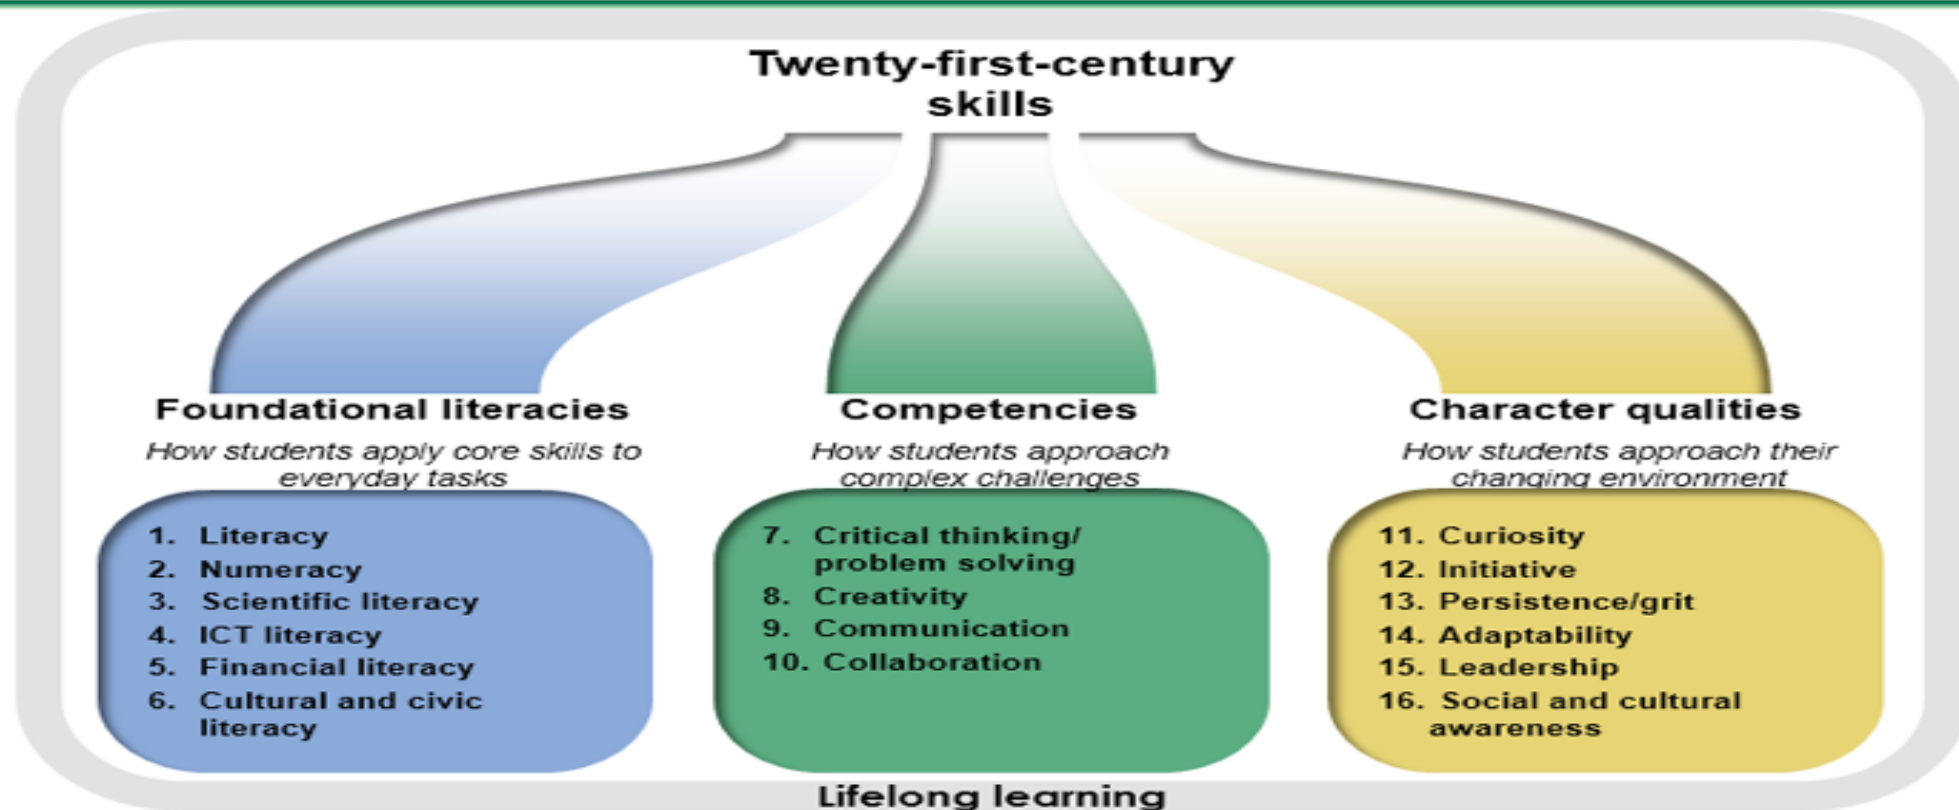 Twenty-first-century
skills
Foundational literacies
How students apply core skills to
everyday tasks
1. Literacy
2. Numeracy
3. Scientific literacy
4. ICT literacy
5. Financial literacy
6. Cultural and civic
literacy
Competencies
How students approach
complex challenges
7. Critical thinking/
problem solving
8. Creativity
9. Communication
10. Collaboration
Character qualities
How students approach their
changing environment
11. Curiosity
12. Initiative
13. Persistence/grit
14. Adaptability
15. Leadership
16. Social and cultural
awareness
Lifelong learning